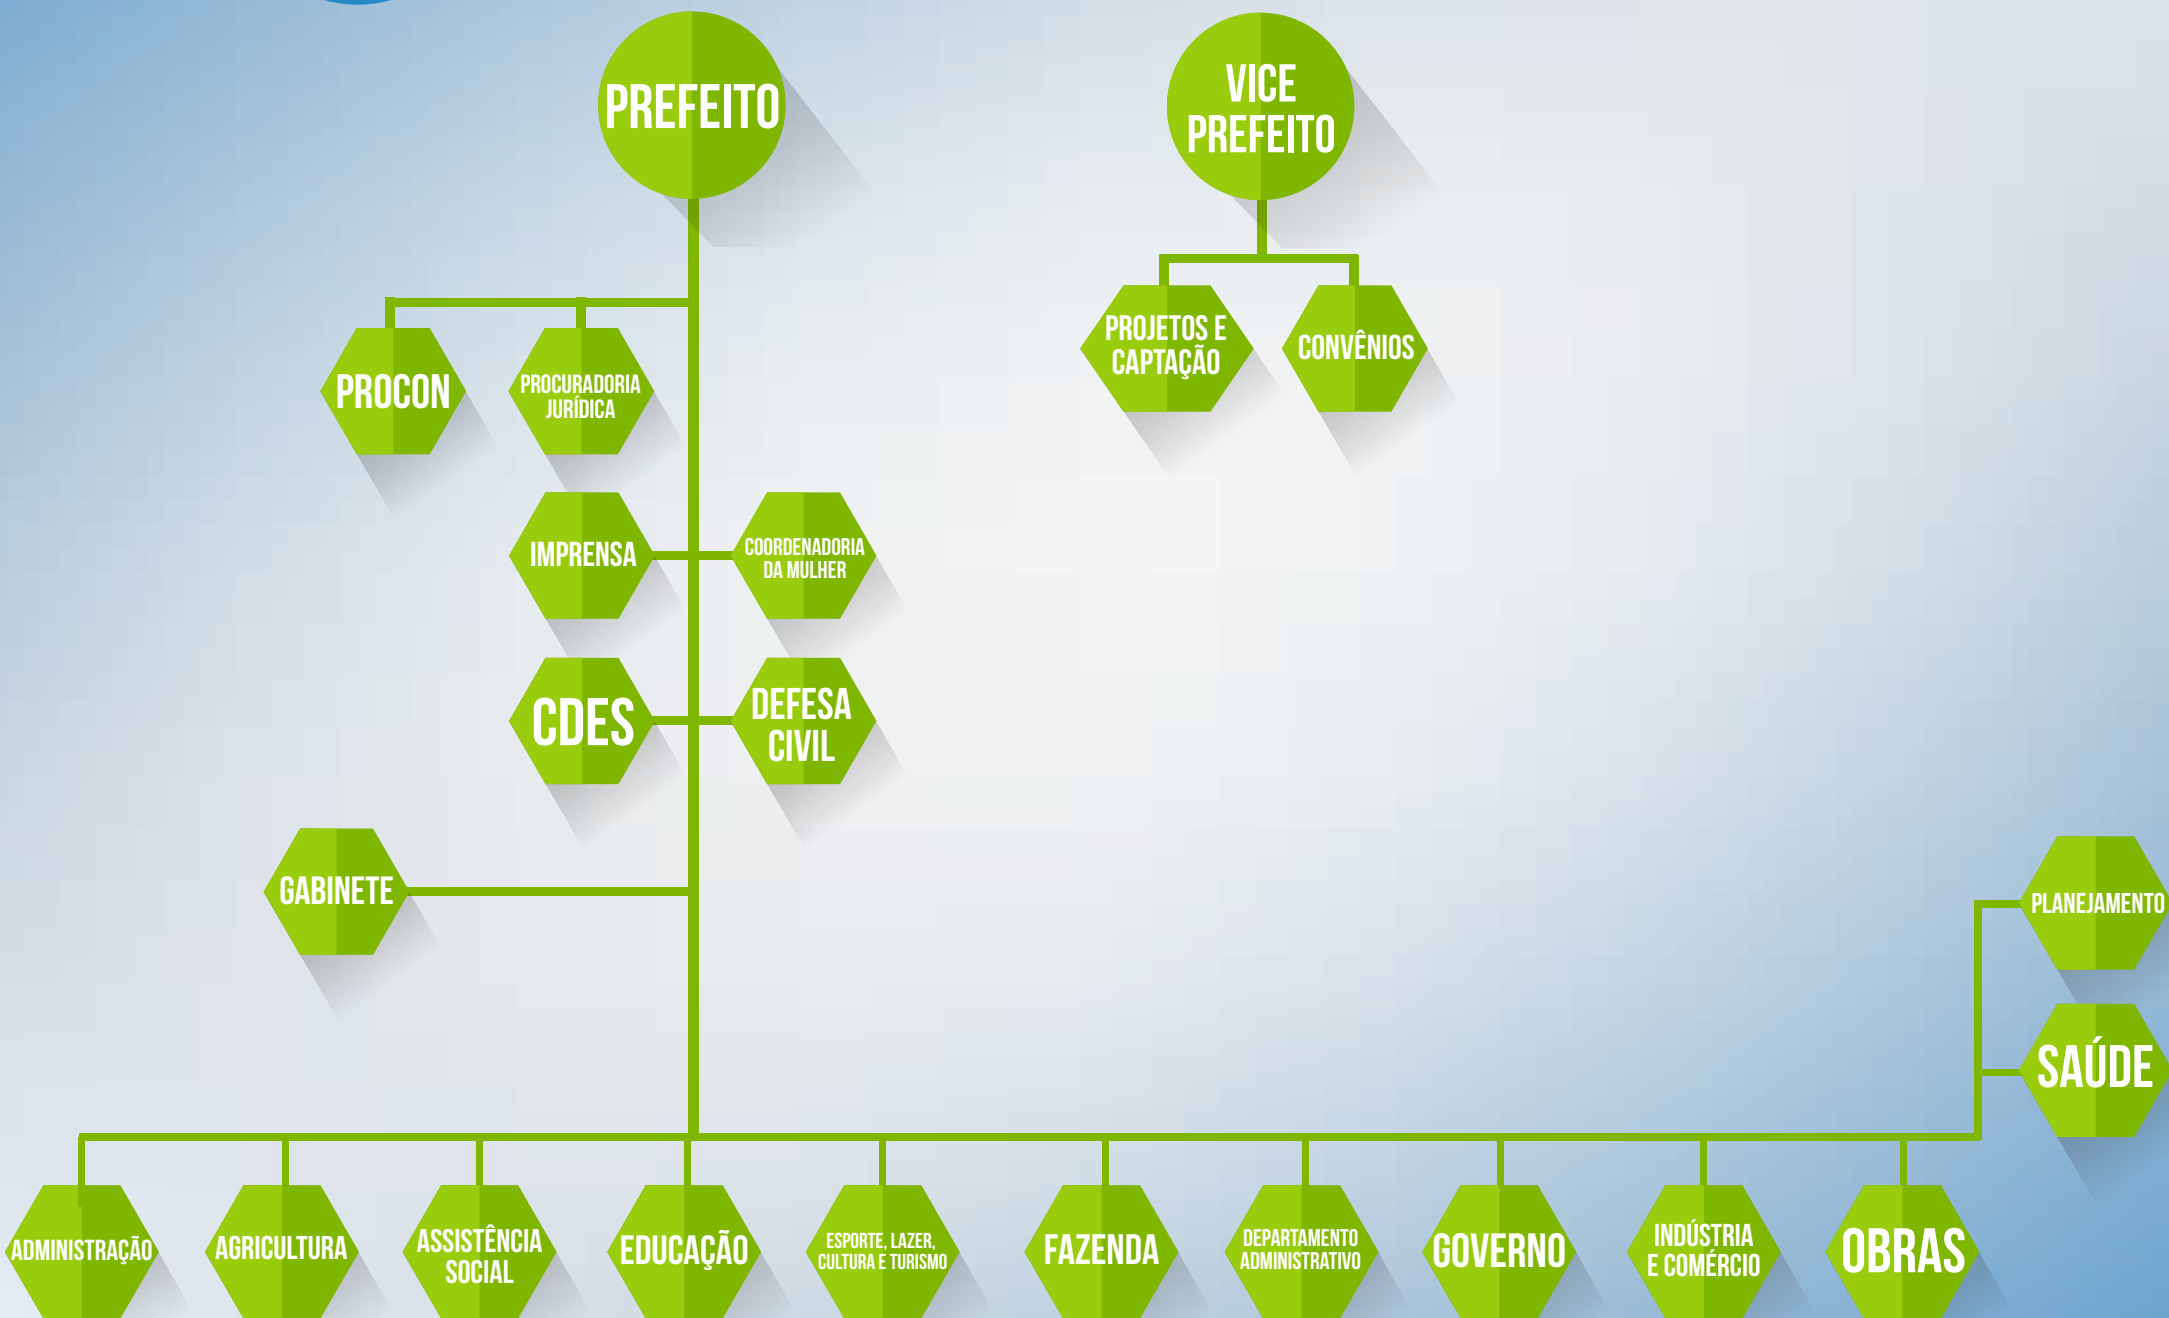 PREFEITO
VICE
PREFEITO
PROJETOS E
CAPTAÇÃO
CONVÊNIOS
PROCON
PROCURADORIA
JURÍDICA
IMPRENSA
COORDENADORIA
DA MULHER
CDES
DEFESA
CIVIL
GABINETE
PLANEJAMENTO
SAÚDE
ADMINISTRAÇÃO
AGRICULTURA
ASSISTÊNCIA
SOCIAL
EDUCAÇÃO
ESPORTE, LAZER,
CULTURA E TURISMO
FAZENDA
DEPARTAMENTO
ADMINISTRATIVO
GOVERNO
INDÚSTRIA
E COMÉRCIO
OBRAS